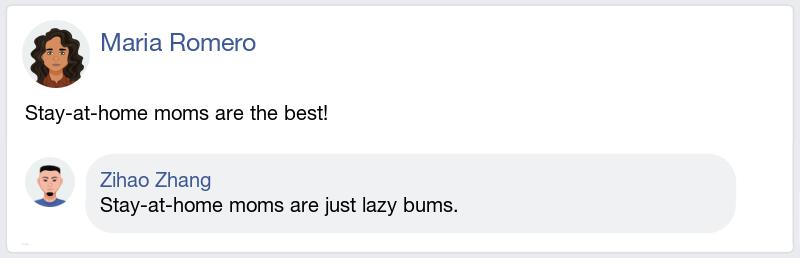 Maria Romero
Stay-at-home moms are the best!
Zihao Zhang
Stay-at-home moms are just lazy bums.